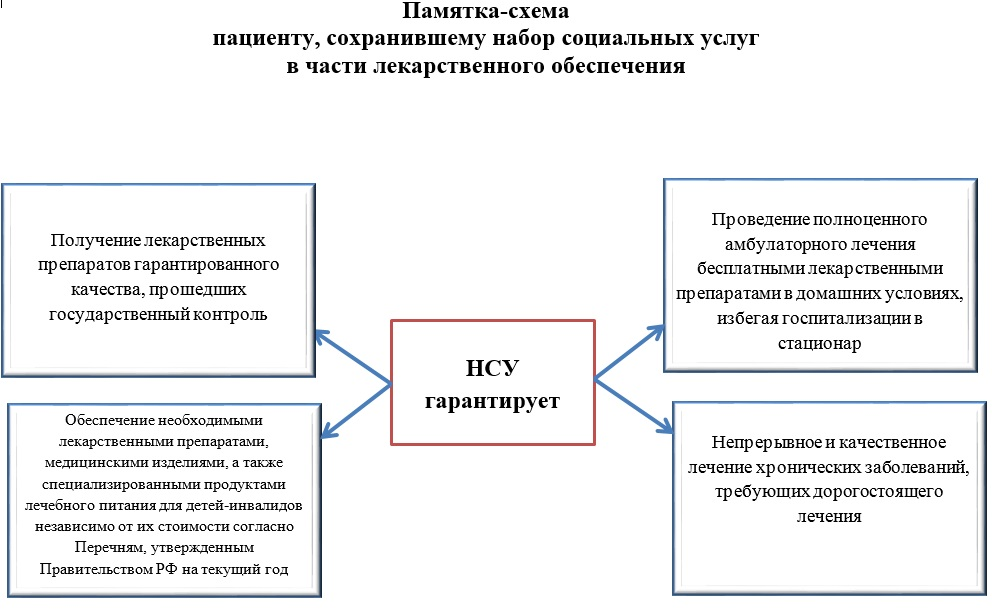 Памятка-схема
пациенту, сохранившему набор социальных услуг
в части лекарственного обеспечения
Получение лекарственных
препаратов гарантированного
качества, прошедших
государственный контроль
Проведение полноценного
амбулаторного лечения
бесплатными лекарственными
препаратами в домашних условиях,
избегая госпитализации в
стационар
НСУ
гарантирует
Обеспечение необходимыми
лекарственными препаратами,
медицинскими изделиями, а также
специализированными продуктами
лечебного питания для детей-инвалидов
независимо от их стоимости согласно
Перечням, утвержденным
Правительством РФ на текущий год
Непрерывное и качественное
лечение хронических заболеваний,
требующих дорогостоящего
лечения